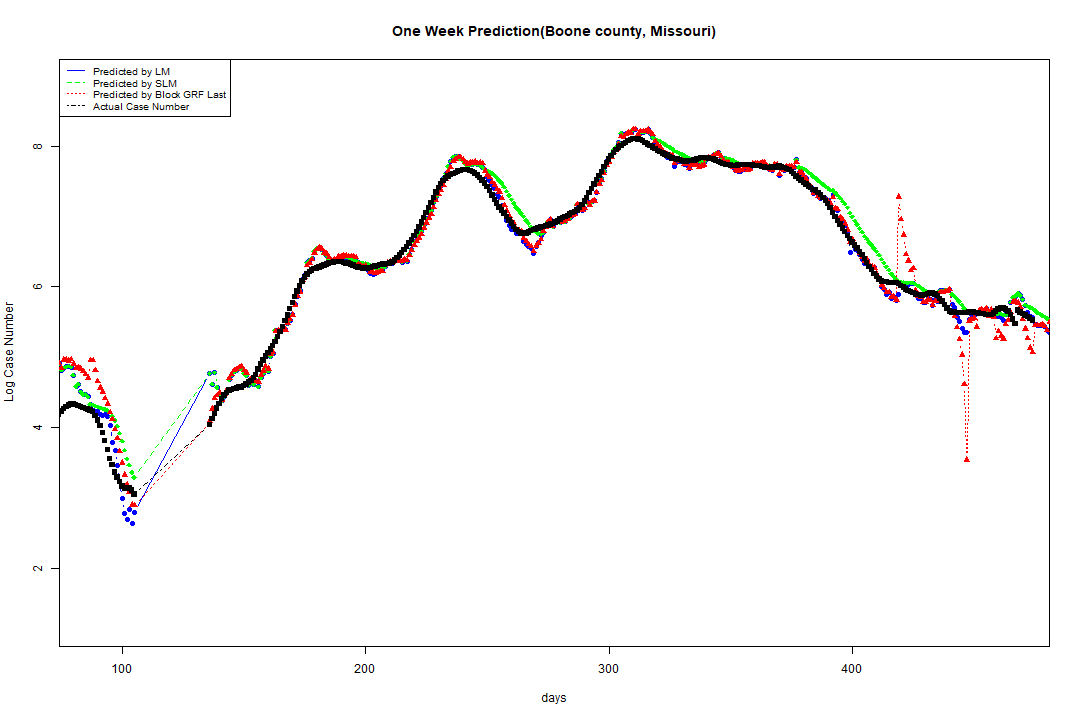 One Week Prediction(Boone county, Missouri)
Predicted by LM
Predicted by SLM
Predicted by Block GRF Last
Actual Case Number
8
6
4
2
Log Case Number
100 200 300 400
days